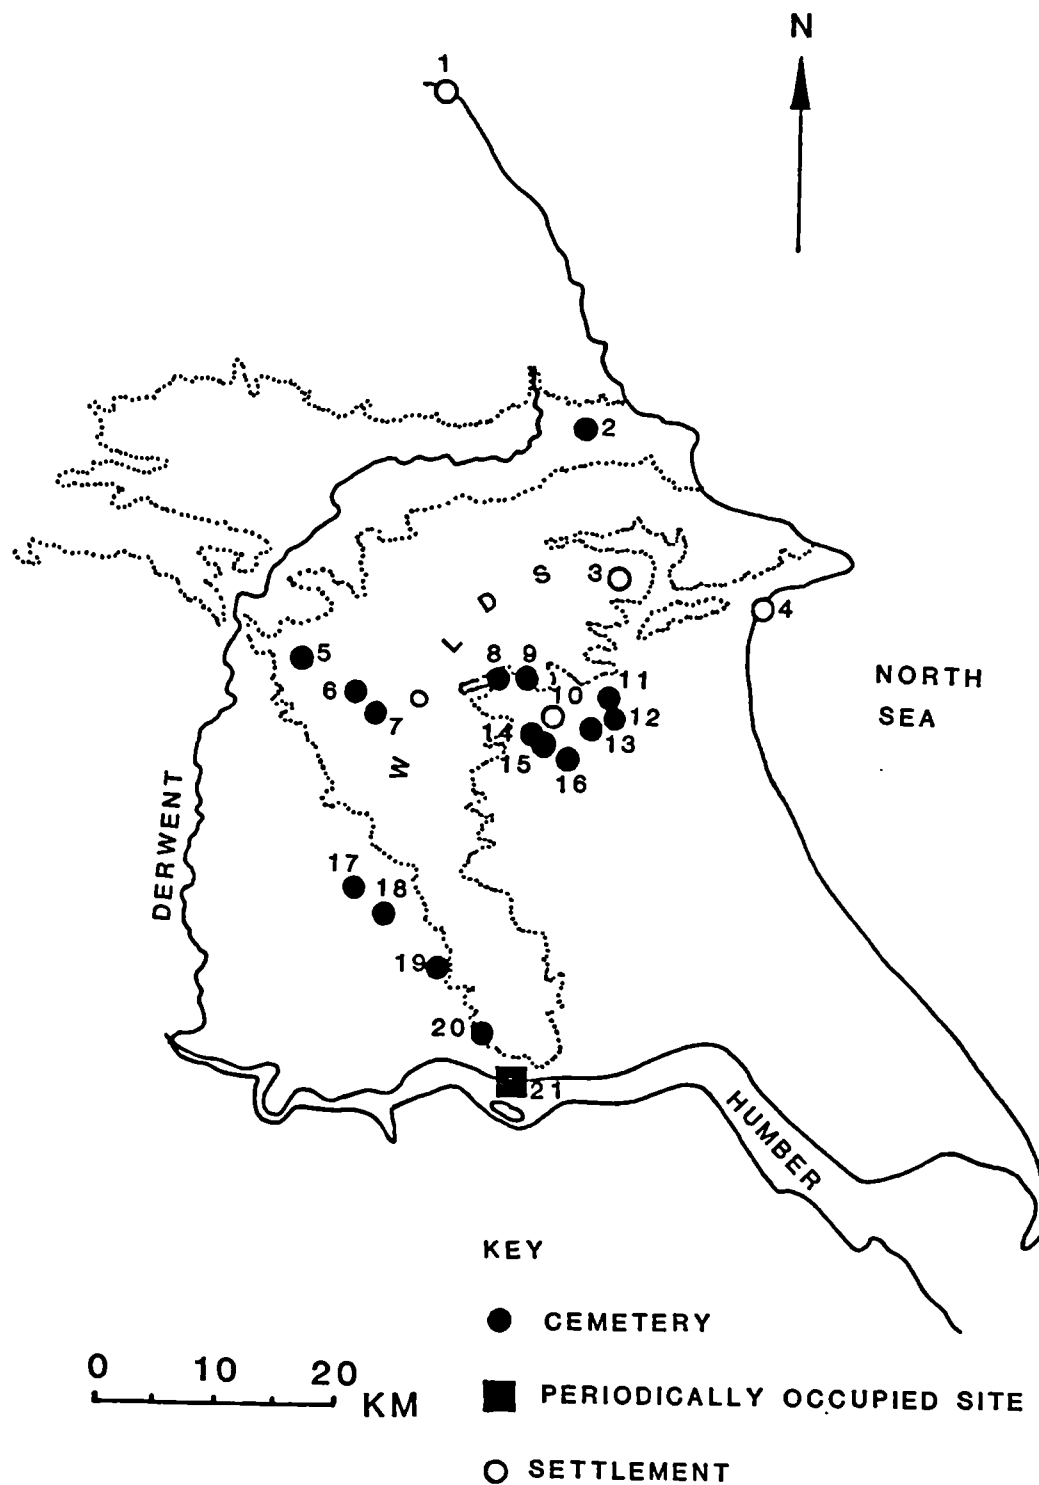 N
1
2
3
4
S
D
L
O
W
5
6
7
8
9
10
11
12
13
14
15
16
NORTH
SEA
DERWENT
17
18
19
20
21
HUMBER
KEY
CEMETERY
PERIODICALLY OCCUPIED SITE
SETTLEMENT
0 10 20
KM